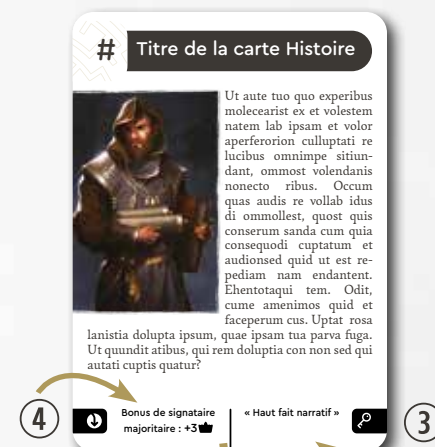 # Titre de la carte Histoire
Ut aute tuo quo experibus
molecearist ex et volestem
natem lab ipsam et volor
aperferorion culluptati re
lucibus omnimpe sitiun-
dant, ommost volendanis
nonecto ribus. Occum
quas audis re vollab idus
di ommollest, quost quis
conserum sanda cum quia
consequodi cuptatum et
audionsed quid ut est re-
pediam nam endantent.
Ehentotaqui tem. Odit,
cume amenimos quid et
faceperum cus. Uptat rosa
lanistia dolupta ipsum, quae ipsam tua parva fuga.
Ut quundit atibus, qui rem doluptia con non sed qui
autati cuptis quatur?
4
Bonus de signataire
majoritaire : +3
« Haut fait narratif »
3